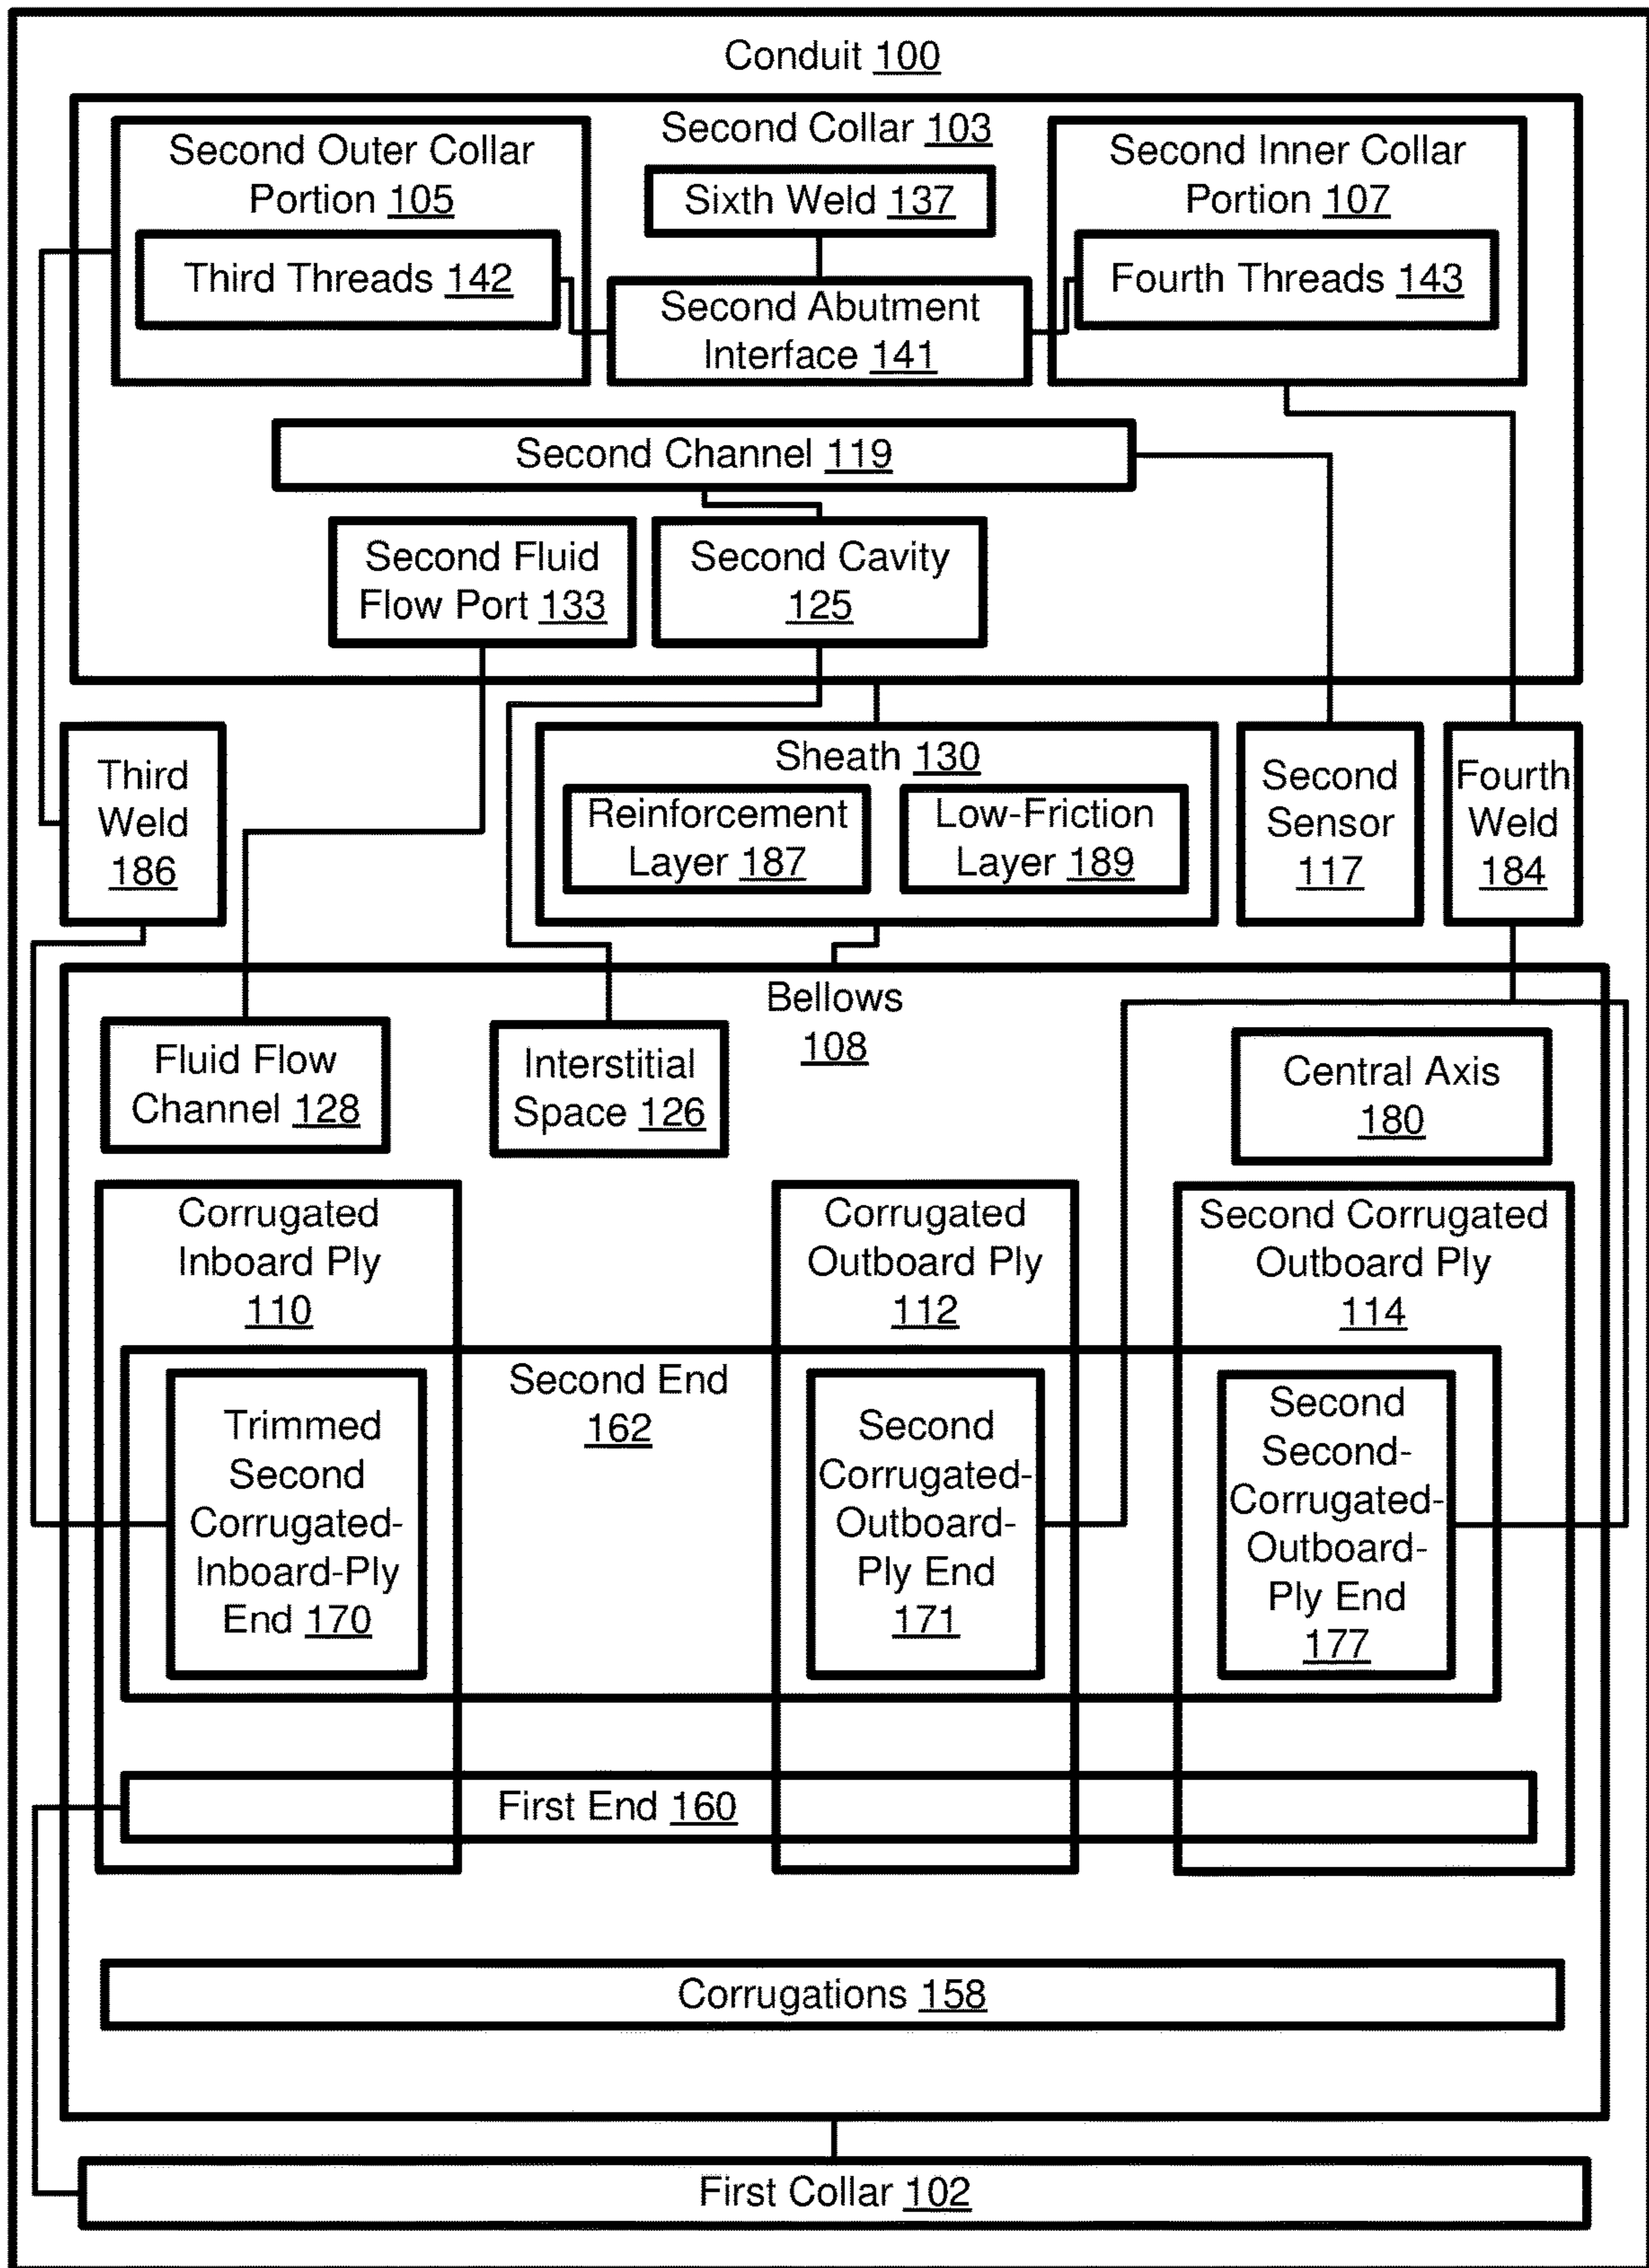 Conduit 100
Second Collar 103
Second Outer Collar
Portion 105
Third Threads 142
Sixth Weld 137
Second Abutment
Interface 141
Second Inner Collar
Portion 107
Fourth Threads 143
Second Channel 119
Second Fluid
Flow Port 133
Second Cavity
125
Third
Weld
186
Sheath 130
Reinforcement
Layer 187
Low-Friction
Layer 189
Second
Sensor
117
Fourth
Weld
184
Bellows
108
Fluid Flow
Channel 128
Interstitial
Space 126
Central Axis
180
Corrugated
Inboard Ply
110
Corrugated
Outboard Ply
112
Second Corrugated
Outboard Ply
114
Second End
162
Trimmed
Second
Corrugated-
Inboard-Ply
End 170
Second
Corrugated-
Outboard-
Ply End
171
Second
Second-
Corrugated-
Outboard-
Ply End
177
First End 160
Corrugations 158
First Collar 102